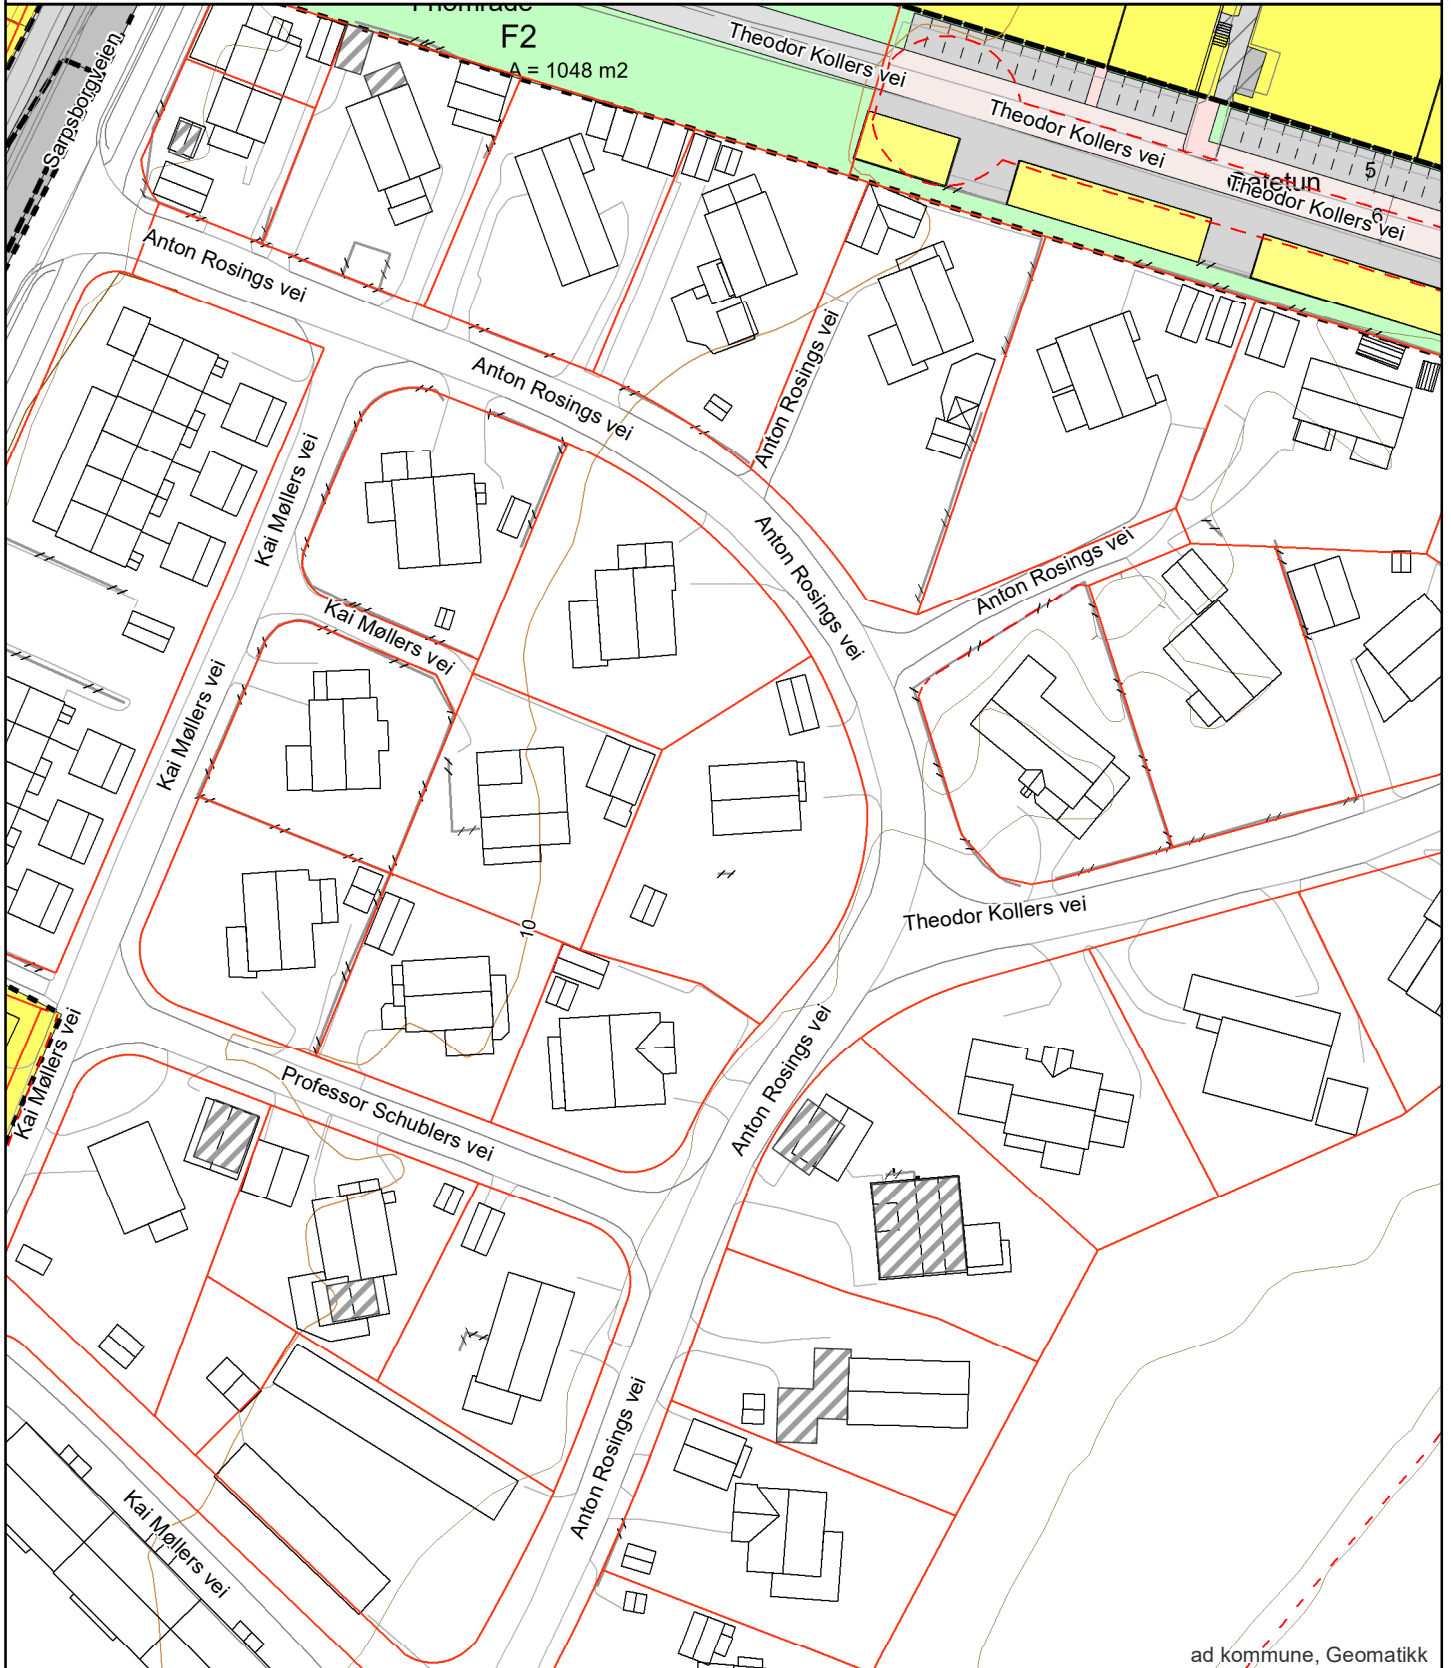 F2
A = 1048 m2
Theodor Kollers vei
Theodor Kollers vei
Theodor Kollers vei
5
6
Sarpsborgveien
Anton Rosings vei
Anton Rosings vei
Anton Rosings vei
Anton Rosings vei
Anton Rosings vei
Kai Møllers vei
Kai Møllers vei
Kai Møllers vei
Theodor Kollers vei
10
Anton Rosings vei
Kai Møllers vei
Professor Schublers vei
Anton Rosings vei
Kai Møllers vei
ad kommune, Geomatikk